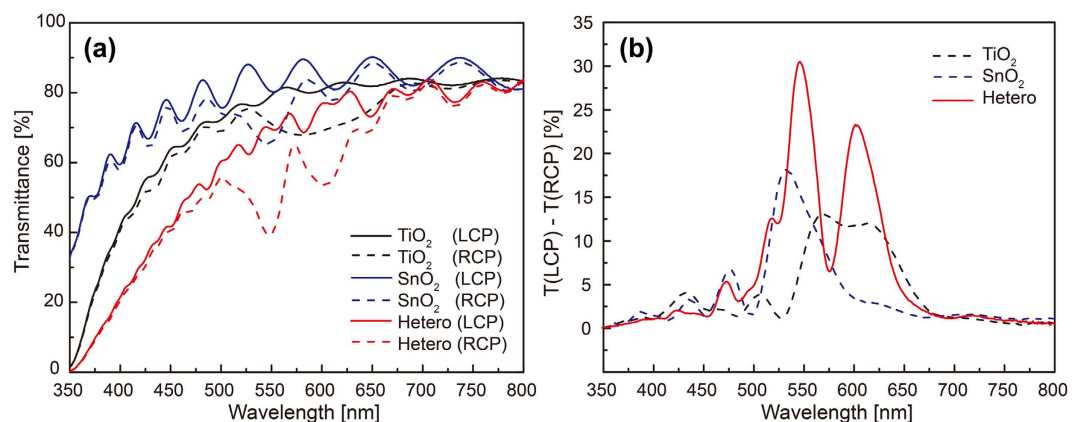 (a)
100
80
60
40
20
0
Transmittance [%]
TiO₂ (LCP)
TiO₂ (RCP)
SnO₂ (LCP)
SnO₂ (RCP)
Hetero (LCP)
Hetero (RCP)
350 400 450 500 550 600 650 700 750 800
Wavelength [nm]
(b)
35
30
25
20
15
10
5
0
T(LCP) - T(RCP) [%]
TiO₂
SnO₂
Hetero
350 400 450 500 550 600 650 700 750 800
Wavelength [nm]